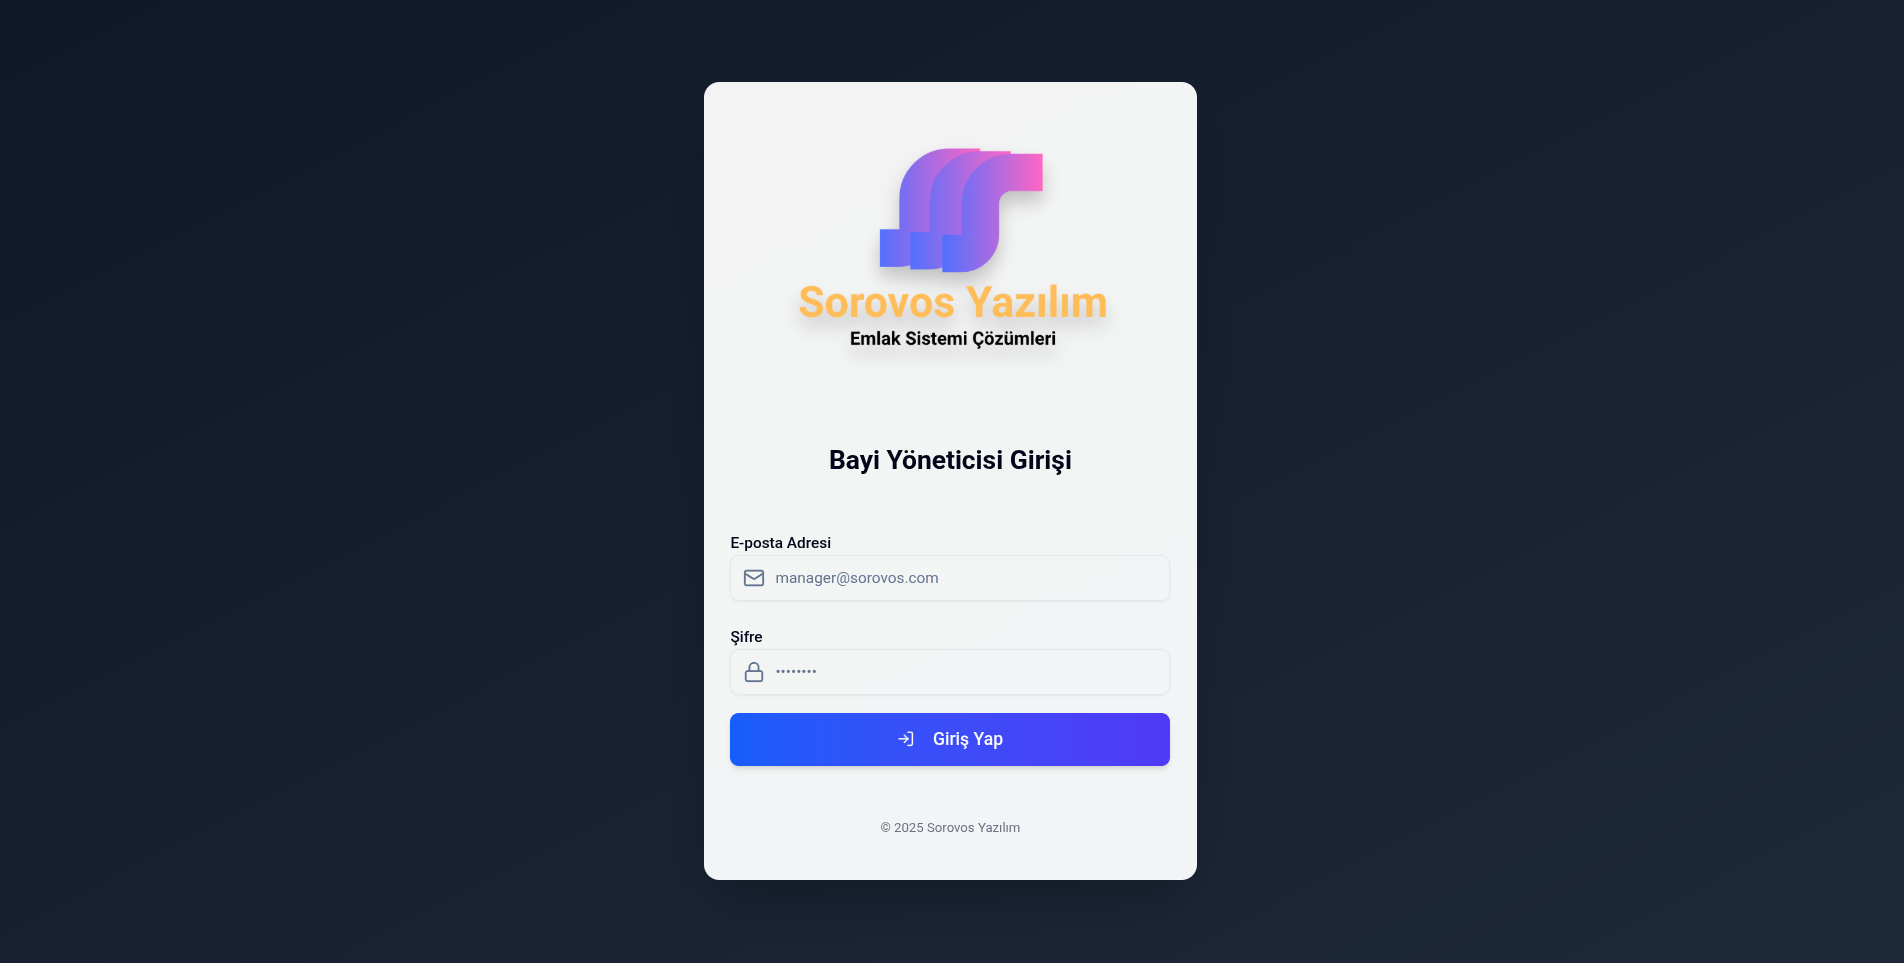 Sorovos Yazılım
Emlak Sistemi Çözümleri
Bayi Yöneticisi Girişi
E-posta Adresi
manager@sorovos.com
Şifre
••••••••
Giriş Yap
© 2025 Sorovos Yazılım